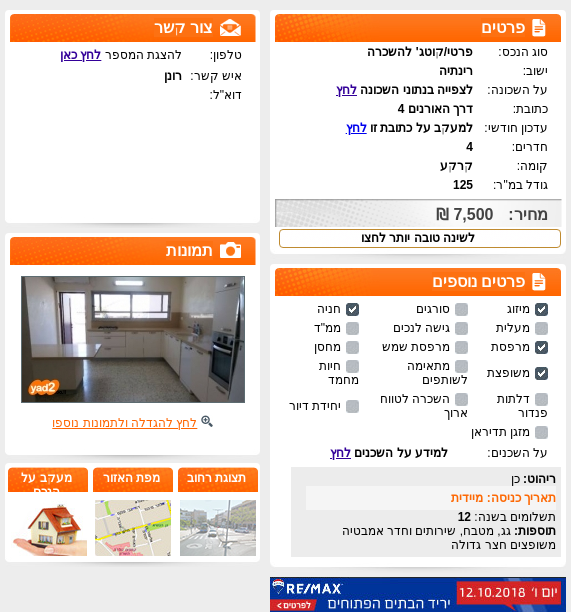 פרטים
סוג הנכס: פרטי/קוטג' להשכרה
ישוב: רינתיה
על השכונה: לצפייה בנתוני השכונה לחץ
כתובת: דרך האורנים 4
עדכון חודשי: למעקב על כתובת זו לחץ
חדרים: 4
קומה: קרקע
גודל במ"ר: 125
מחיר: 7,500 ₪
לשינה טובה יותר לחצו
פרטים נוספים
מיזוג סורגים חניה
מעלית גישה לנכים ממ"ד
מרפסת מרפסת שמש מחסן
משופצת מתאימה לשותפים חיות מחמד
דלתות פנדור השכרה לטווח ארוך יחידת דיור
מזגן תדיראן
על השכנים: למידע על השכנים לחץ
ריהוט: כן
תאריך כניסה: מיידית
תשלומים בשנה: 12
תוספות: גג, מטבח, שירותים וחדר אמבטיה
משופצים חצר גדולה
צור קשר
טלפון: להצגת המספר לחץ כאן
איש קשר: רונן
דוא"ל:
תמונות
yad2
לחץ להגדלה ולתמונות נוספו
תצוגת רחוב
מפת האזור
מעקב על הנכס
RE/MAX
יום ו' 12.10.2018
יריד הבתים הפתוחים
לפרטים >